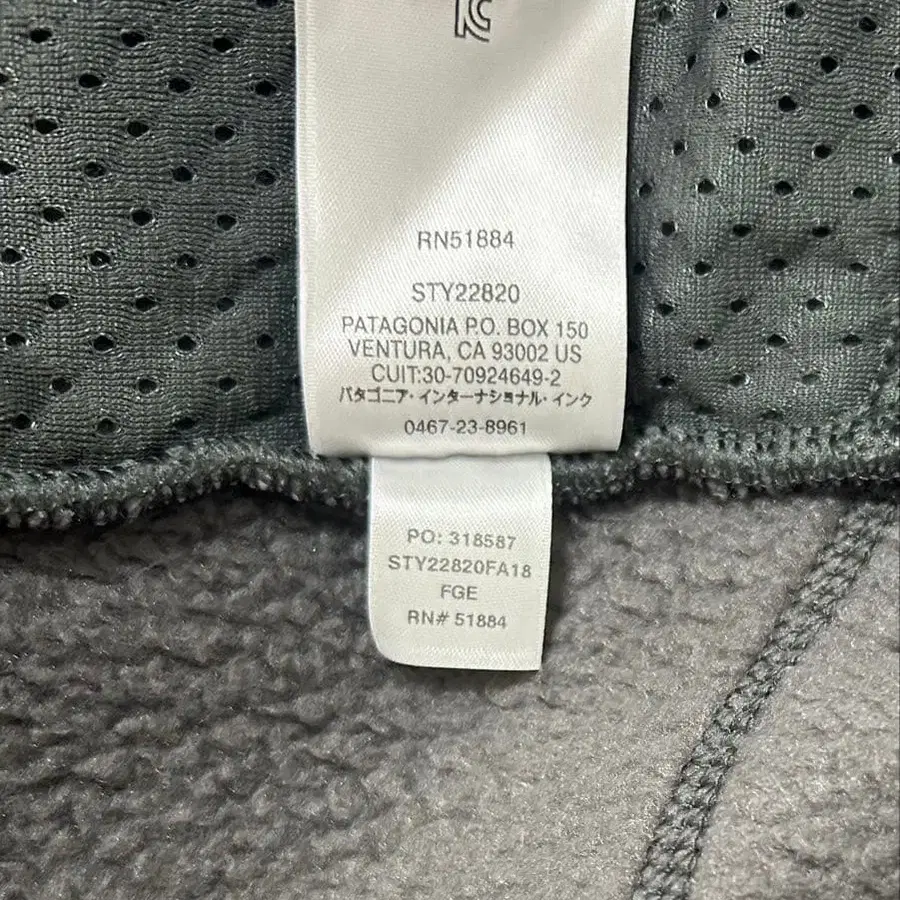 RN51884
STY22820
PATAGONIA P.O. BOX 150
VENTURA, CA 93002 US
CUIT:30-70924649-2
パタゴニア・インターナショナル・インク
0467-23-8961
PO: 318587
STY22820FA18
FGE
RN# 51884